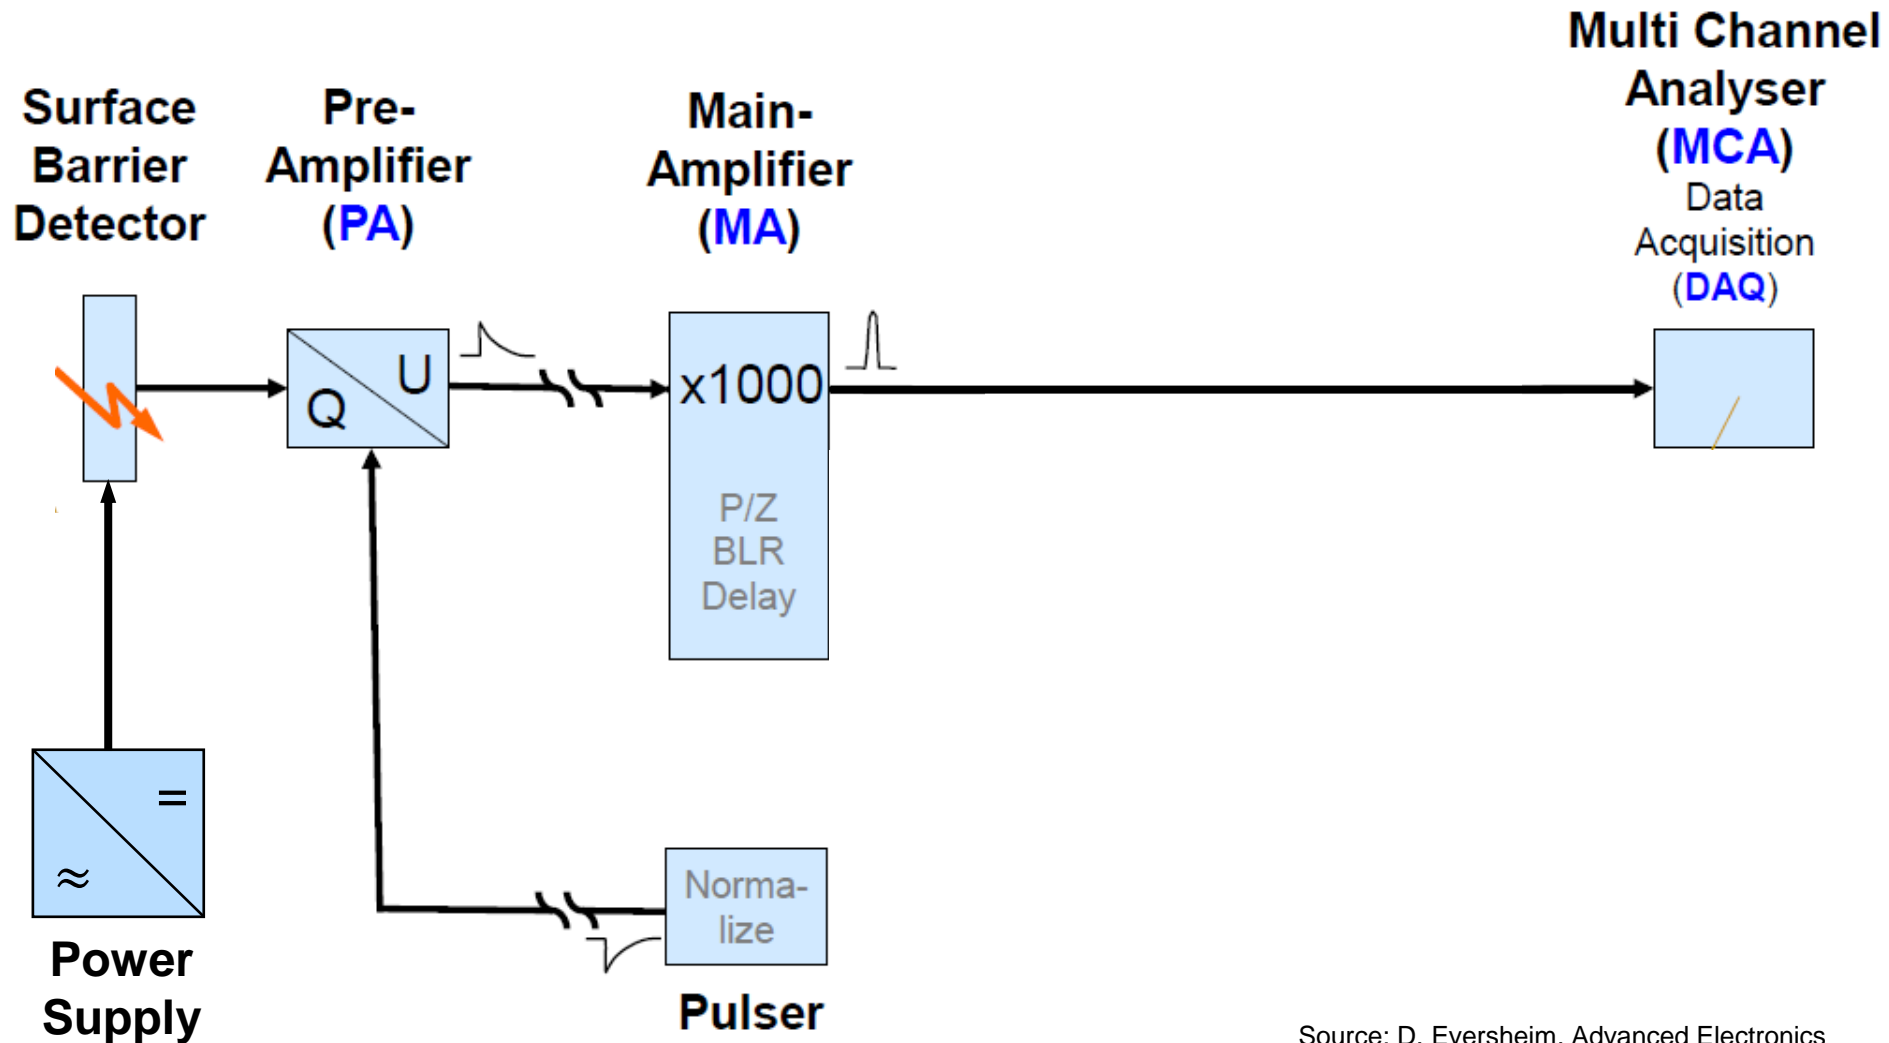 Surface
Barrier
Detector
Pre-
Amplifier
(PA)
Main-
Amplifier
(MA)
Multi Channel
Analyser
(MCA)
Data
Acquisition
(DAQ)
Q
U
x1000
P/Z
BLR
Delay
=
≈
Power
Supply
Norma-
lize
Pulser
Source: D. Eversheim, Advanced Electronics